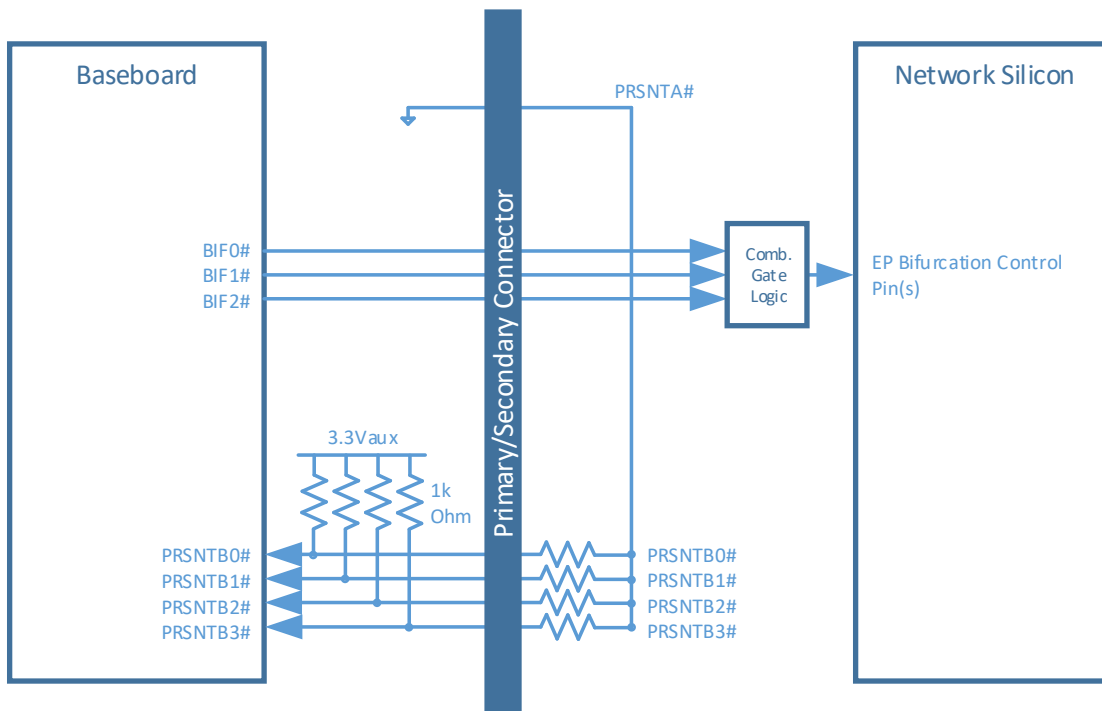 Baseboard
Network Silicon
PRSNTA#
BIF0#
BIF1#
BIF2#
Comb.
Gate
Logic
EP Bifurcation Control
Pin(s)
Primary/Secondary Connector
3.3Vaux
1k
Ohm
PRSNTB0#
PRSNTB1#
PRSNTB2#
PRSNTB3#
PRSNTB0#
PRSNTB1#
PRSNTB2#
PRSNTB3#